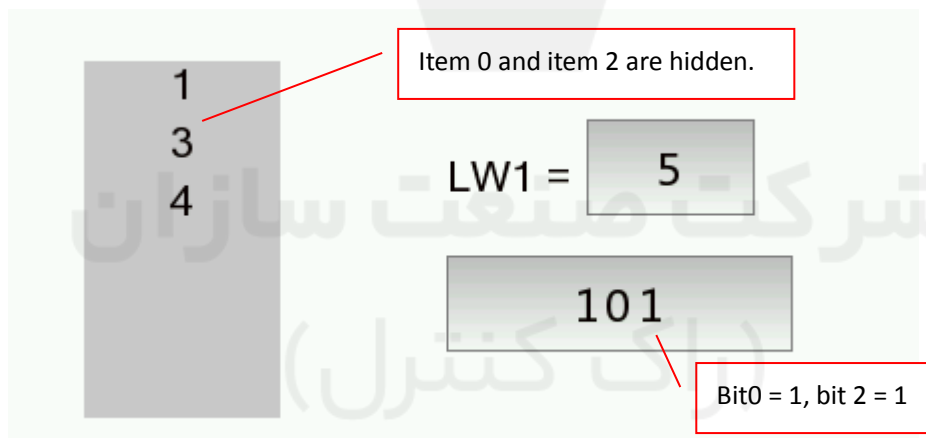 Item 0 and item 2 are hidden.
1
3
4
LW1 = 5
شرکت صنعت سازان
101
(راک کنترل)
Bit0 = 1, bit 2 = 1